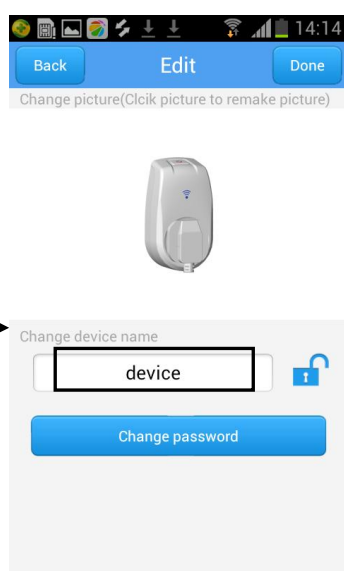 14:14
Back Edit Done
Change picture(Clcik picture to remake picture)
Change device name
device
Change password